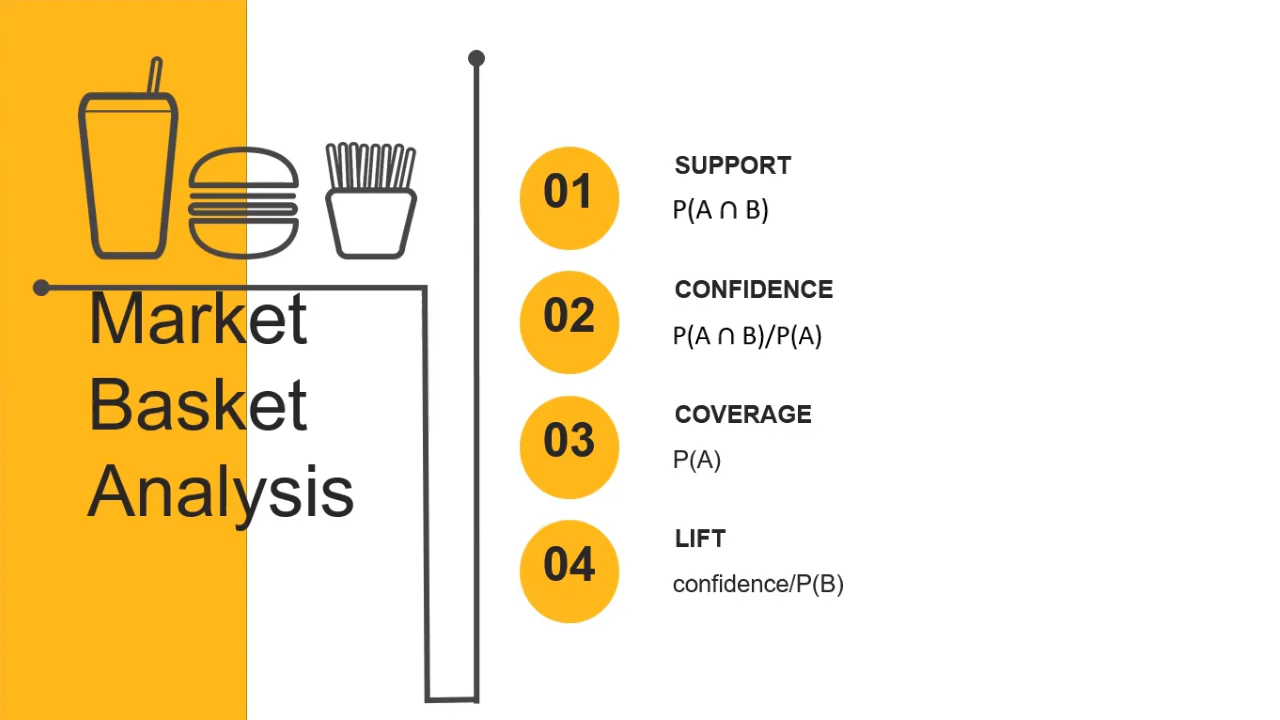 Market
Basket
Analysis
01
SUPPORT
P(A ∩ B)
02
CONFIDENCE
P(A ∩ B)/P(A)
03
COVERAGE
P(A)
04
LIFT
confidence/P(B)